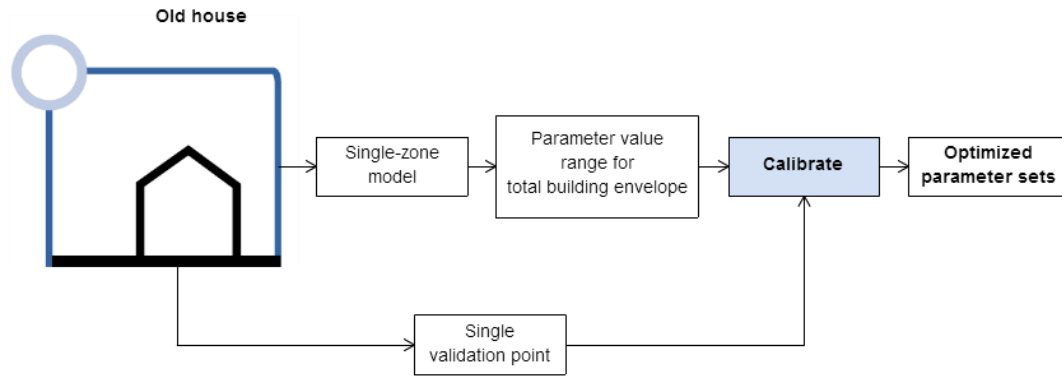 Old house
Single-zone
model
Parameter value
range for
total building envelope
Calibrate
Optimized
parameter sets
Single
validation point